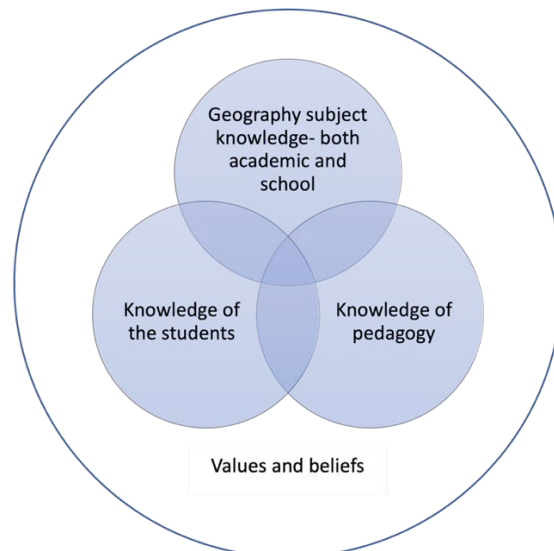 Geography subject
knowledge- both
academic and
school
Knowledge of
the students
Knowledge of
pedagogy
Values and beliefs